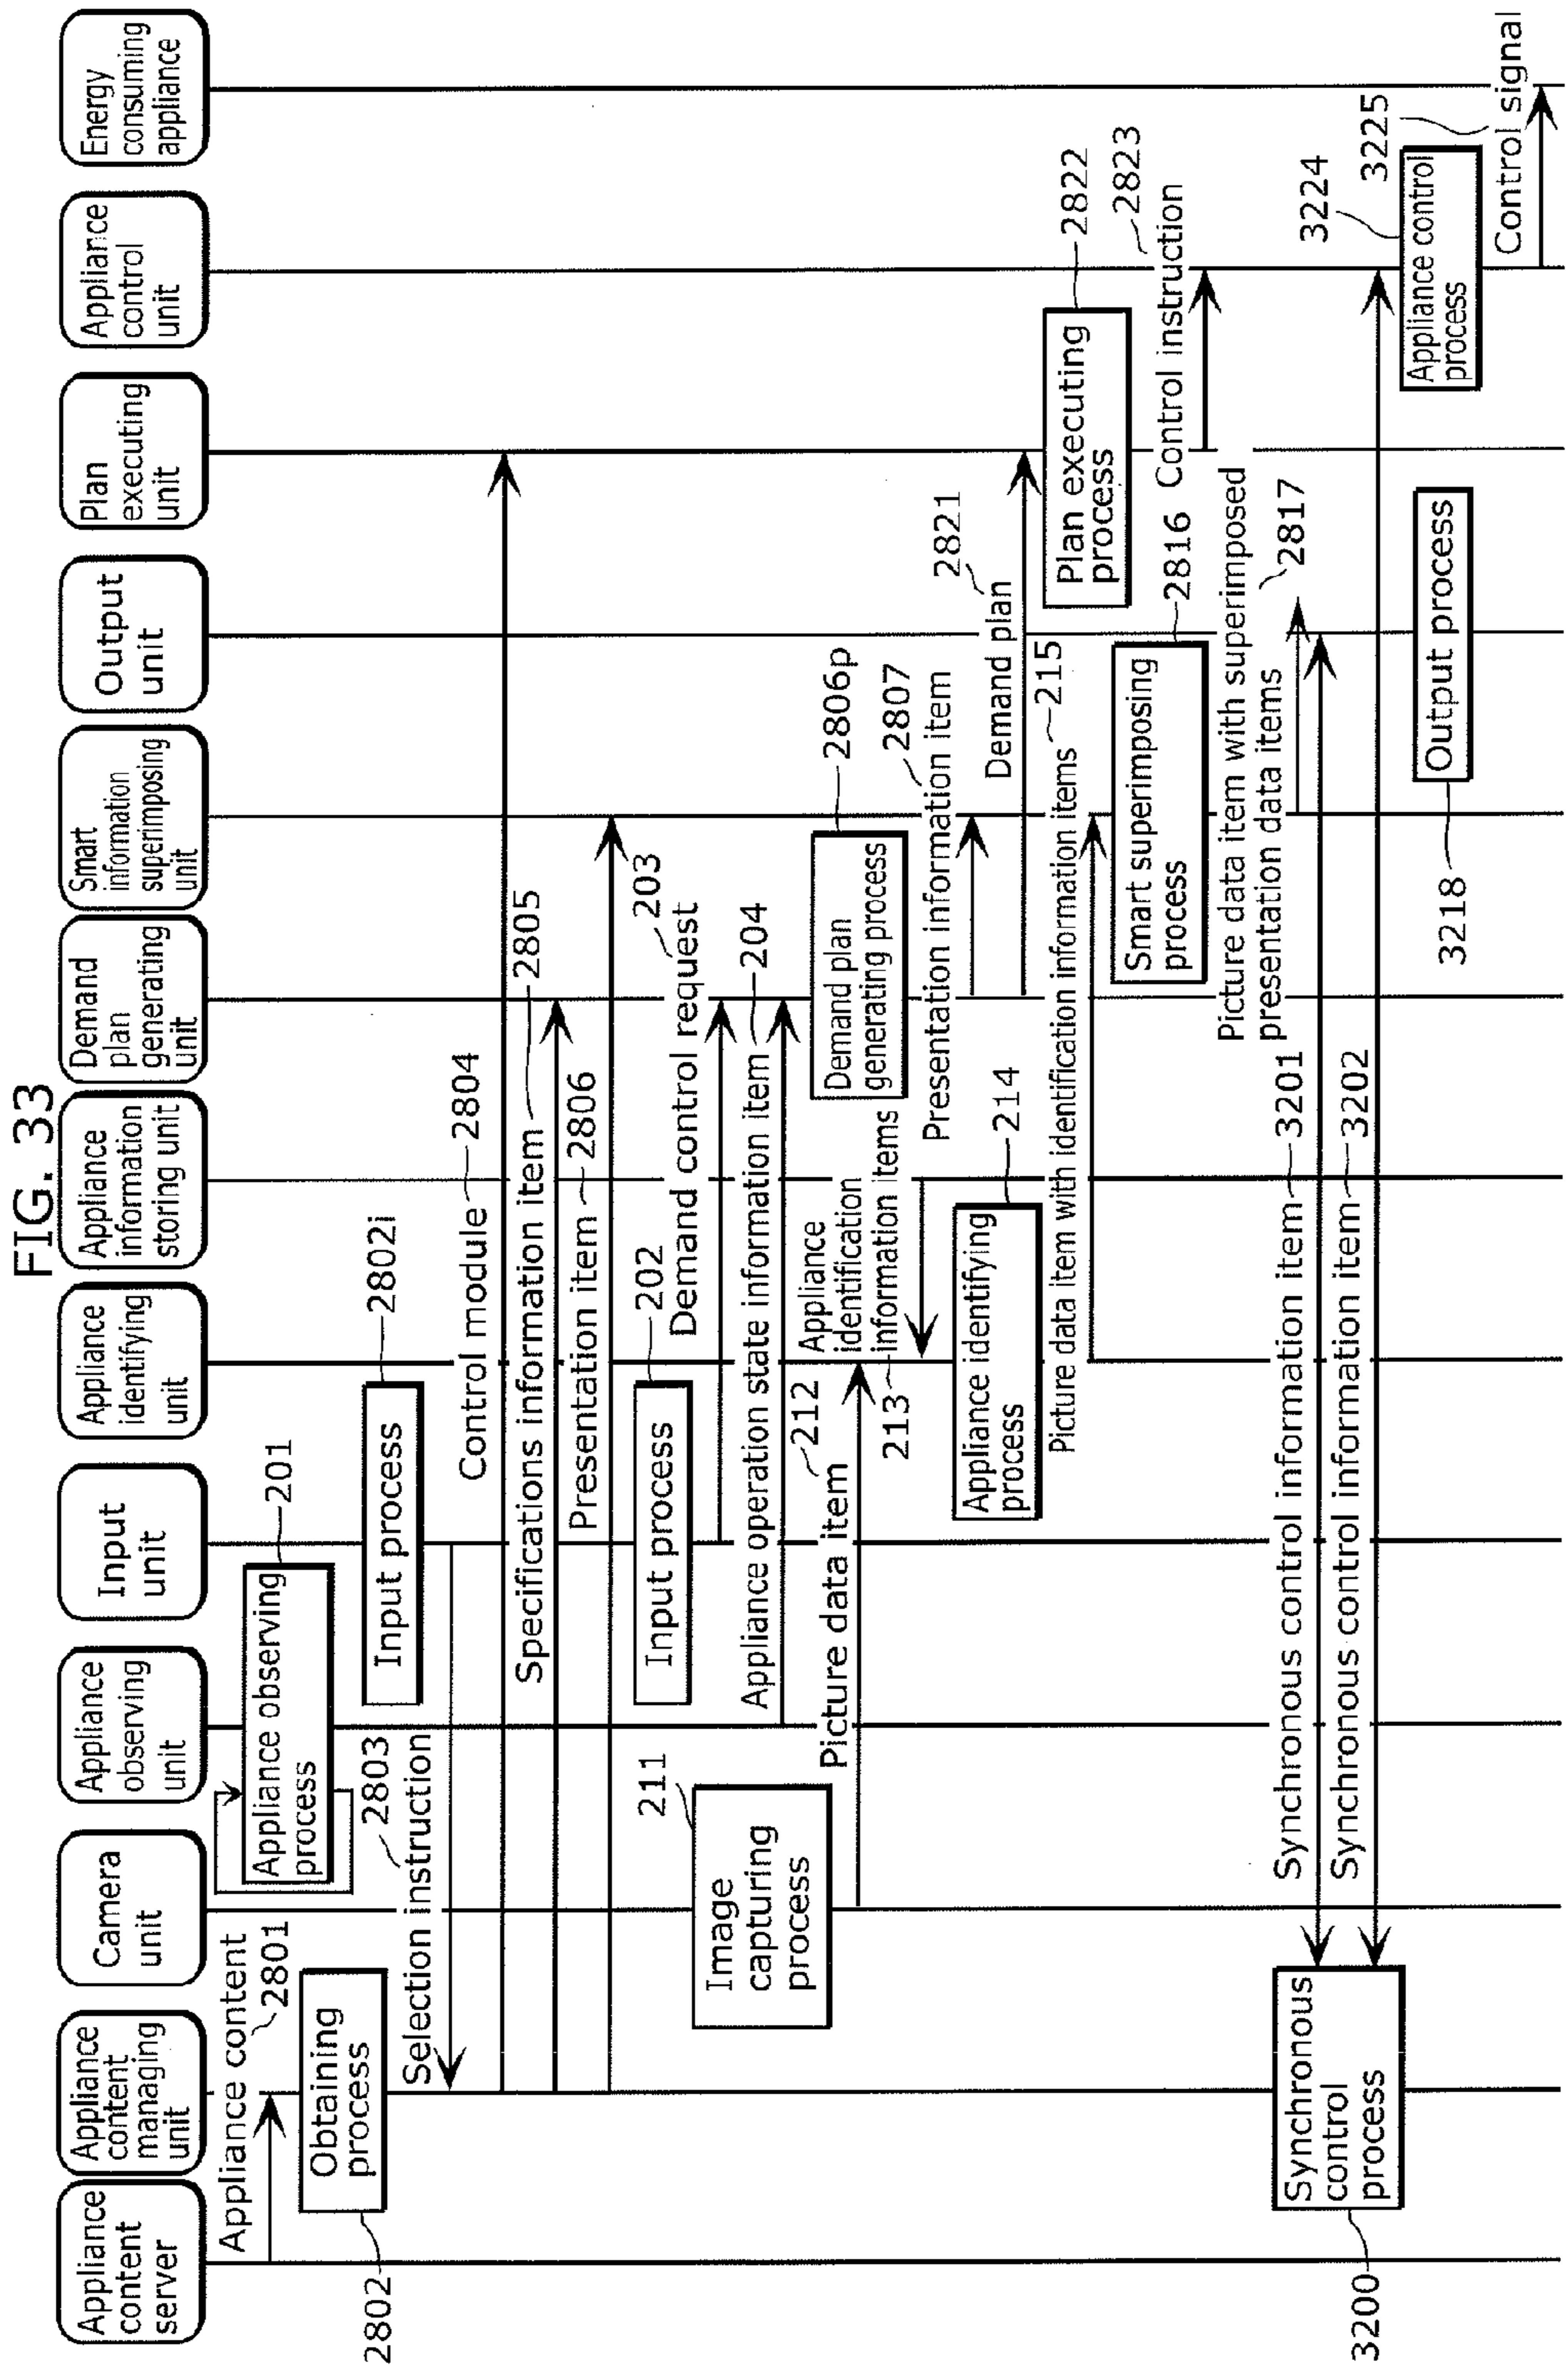 FIG. 33
Appliance
content
server
Appliance
content
managing
unit
Camera
unit
Appliance
observing
unit
Input
unit
Appliance
identifying
unit
Appliance
information
storing unit
Demand
plan
generating
unit
Smart
information
superimposing
unit
Output
unit
Plan
executing
unit
Appliance
control
unit
Energy
consuming
appliance
Appliance content
2801
Appliance observing
process
201
Obtaining
process
2802
Input process
2802i
2803
Selection instruction
Control module
2804
Specifications information item
2805
Presentation item
2806
Input process
202
203
Demand control request
211
Image
capturing
process
Appliance operation state information item
204
Picture data item
212
Appliance
identification
information items
213
Demand plan
generating process
2806p
Presentation information item
2807
Appliance identifying
process
214
Demand plan
2821
Picture data item with identification information items
215
Plan executing
process
2822
Smart superimposing
process
2816
Control instruction
2823
Picture data item with superimposed
presentation data items
2817
Synchronous control information item
3201
Synchronous control information item
3202
Synchronous
control
process
3200
Output process
3218
Appliance control
process
3224
3225
Control signal